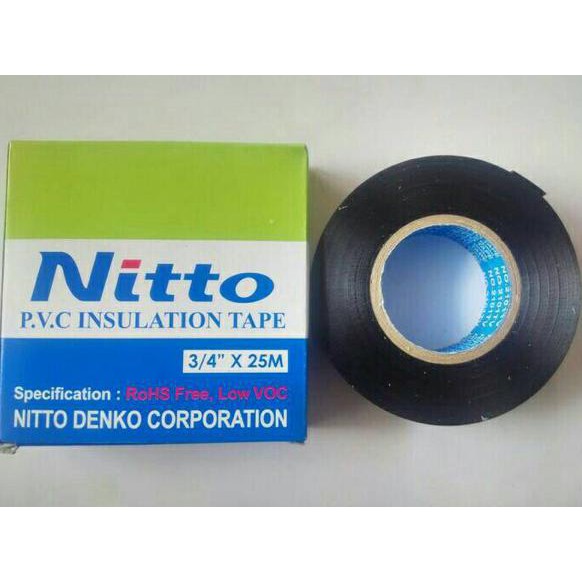 Nitto
P.V.C INSULATION TAPE
3/4" X 25M
Specification : RoHS Free, Low VOC
NITTO DENKO CORPORATION